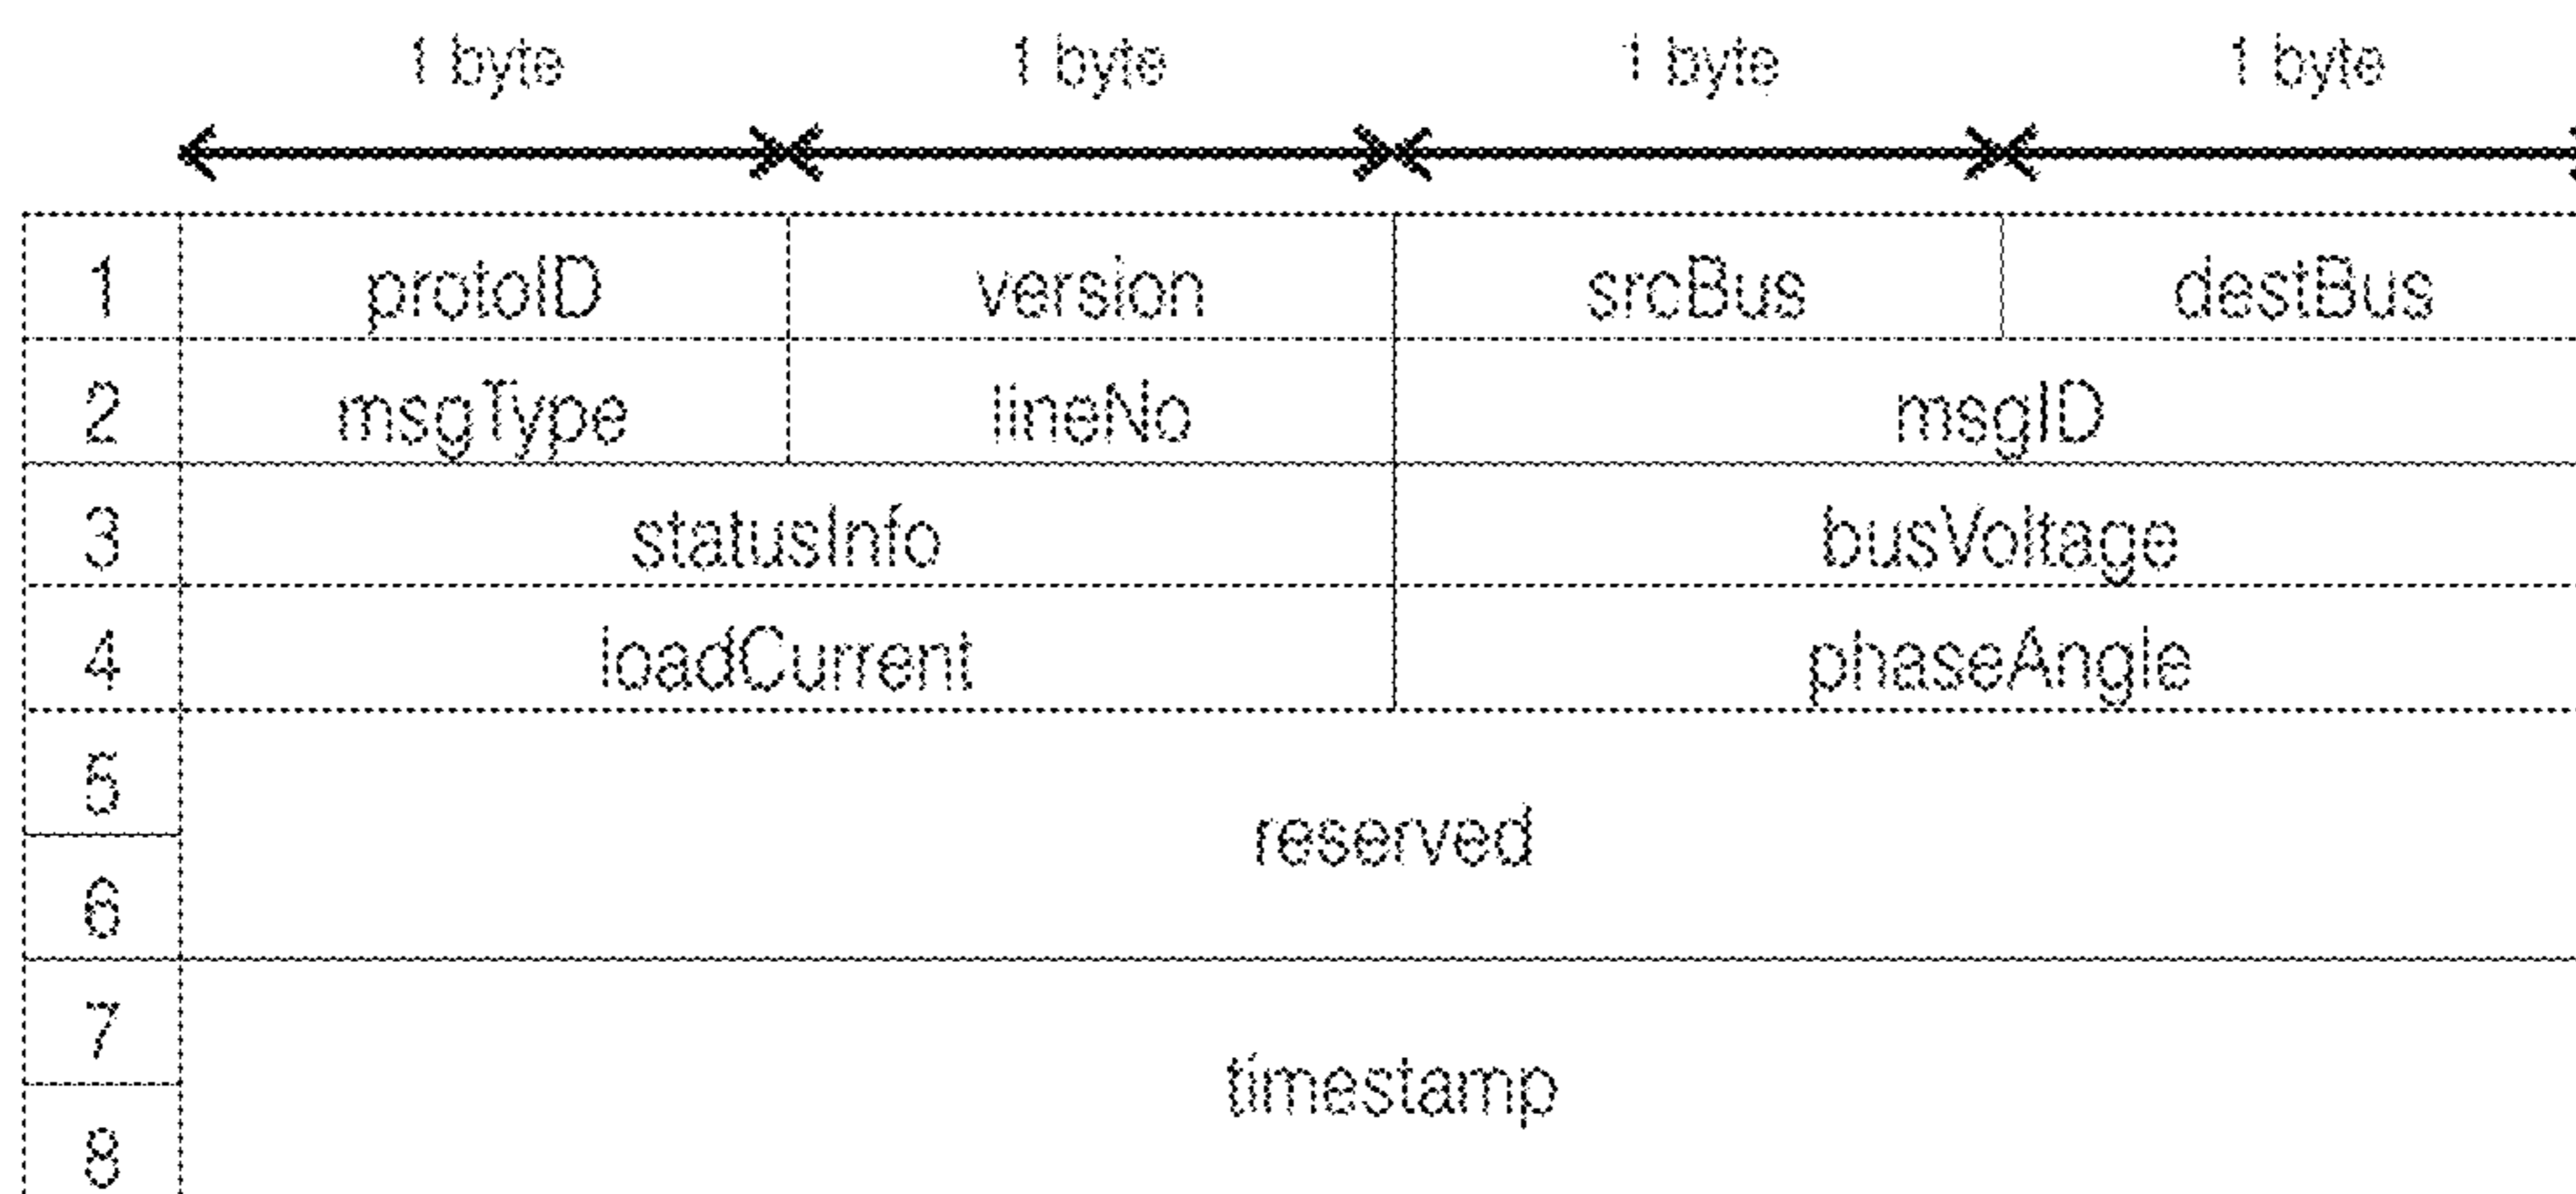 1 byte 1 byte 1 byte 1 byte
1 protoID version srcBus destBus
2 msgType lineNo msgID
3 statusInfo busVoltage
4 loadCurrent phaseAngle
5
reserved
6
7
timestamp
8